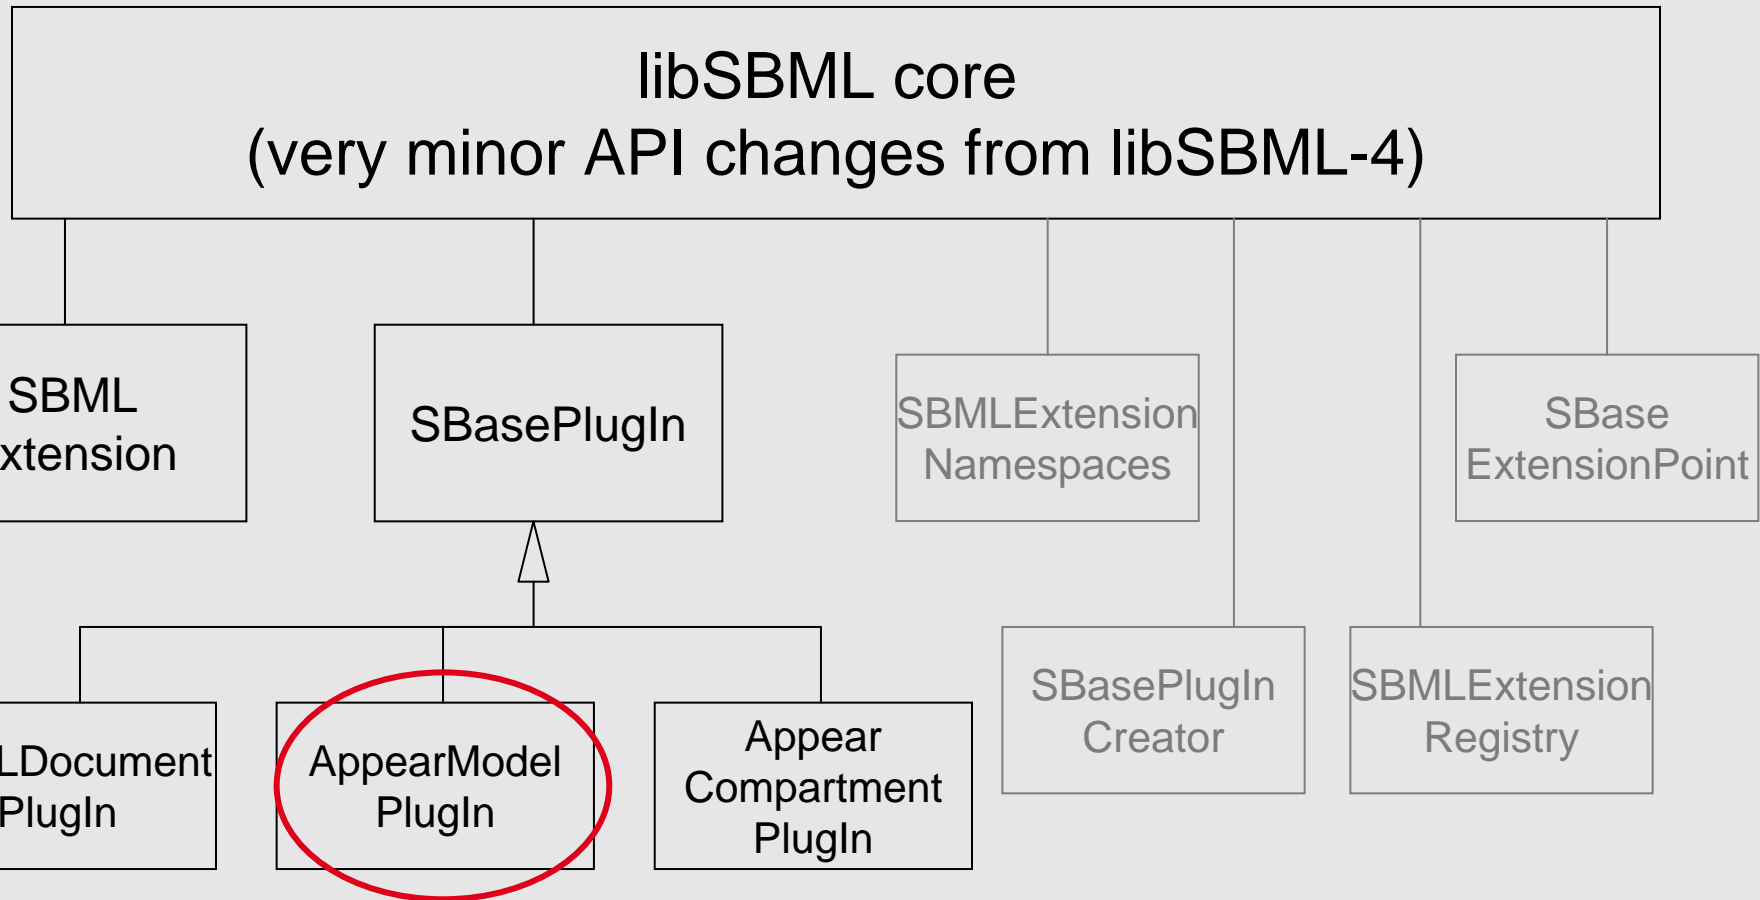 libSBML core
(very minor API changes from libSBML-4)
SBML
xtension
SBasePlugIn
SBMLExtension
Namespaces
SBase
ExtensionPoint
LDocument
PlugIn
AppearModel
PlugIn
Appear
Compartment
PlugIn
SBasePlugIn
Creator
SBMLExtension
Registry